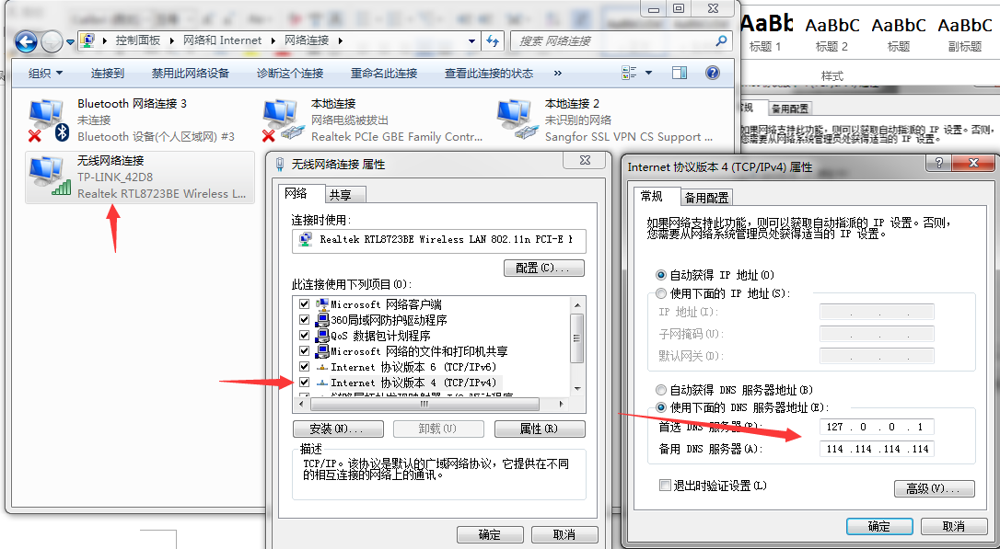 控制面板 ▸ 网络和 Internet ▸ 网络连接 ▸
搜索 网络连接
组织 ▼ 连接到 禁用此网络设备 诊断这个连接 重命名此连接 查看此连接的状态 »
Bluetooth 网络连接 3
未连接
Bluetooth 设备(个人区域网) #3
本地连接
网络电缆被拔出
Realtek PCIe GBE Family Contr...
本地连接 2
未识别的网络
Sangfor SSL VPN CS Support ...
无线网络连接
TP-LINK_42D8
Realtek RTL8723BE Wireless L...
AaBb AaBbC AaBbC AaBbC
标题 1 标题 2 标题 副标题
样式
常规 备用配置
如果网络支持此功能，则可以获取自动指派的 IP 设置。否则，
您需要从网络系统管理员处获得适当的 IP 设置。
无线网络连接 属性
网络 共享
连接时使用:
Realtek RTL8723BE Wireless LAN 802.11n PCI-E
配置(C)...
此连接使用下列项目(O):
Microsoft 网络客户端
360局域网防护驱动程序
QoS 数据包计划程序
Microsoft 网络的文件和打印机共享
Internet 协议版本 6 (TCP/IPv6)
Internet 协议版本 4 (TCP/IPv4)
安装(N)... 卸载(U) 属性(R)
描述
TCP/IP。该协议是默认的广域网络协议，它提供在不同
的相互连接的网络上的通讯。
确定 取消
Internet 协议版本 4 (TCP/IPv4) 属性
常规 备用配置
如果网络支持此功能，则可以获取自动指派的 IP 设置。否则，
您需要从网络系统管理员处获得适当的 IP 设置。
自动获得 IP 地址(O)
使用下面的 IP 地址(S):
IP 地址(I):
子网掩码(U):
默认网关(D):
自动获得 DNS 服务器地址(B)
使用下面的 DNS 服务器地址(E):
首选 DNS 服务器(P): 127 . 0 . 0 . 1
备用 DNS 服务器(A): 114 .114 .114 .114
退出时验证设置(L)
高级(V)...
确定 取消